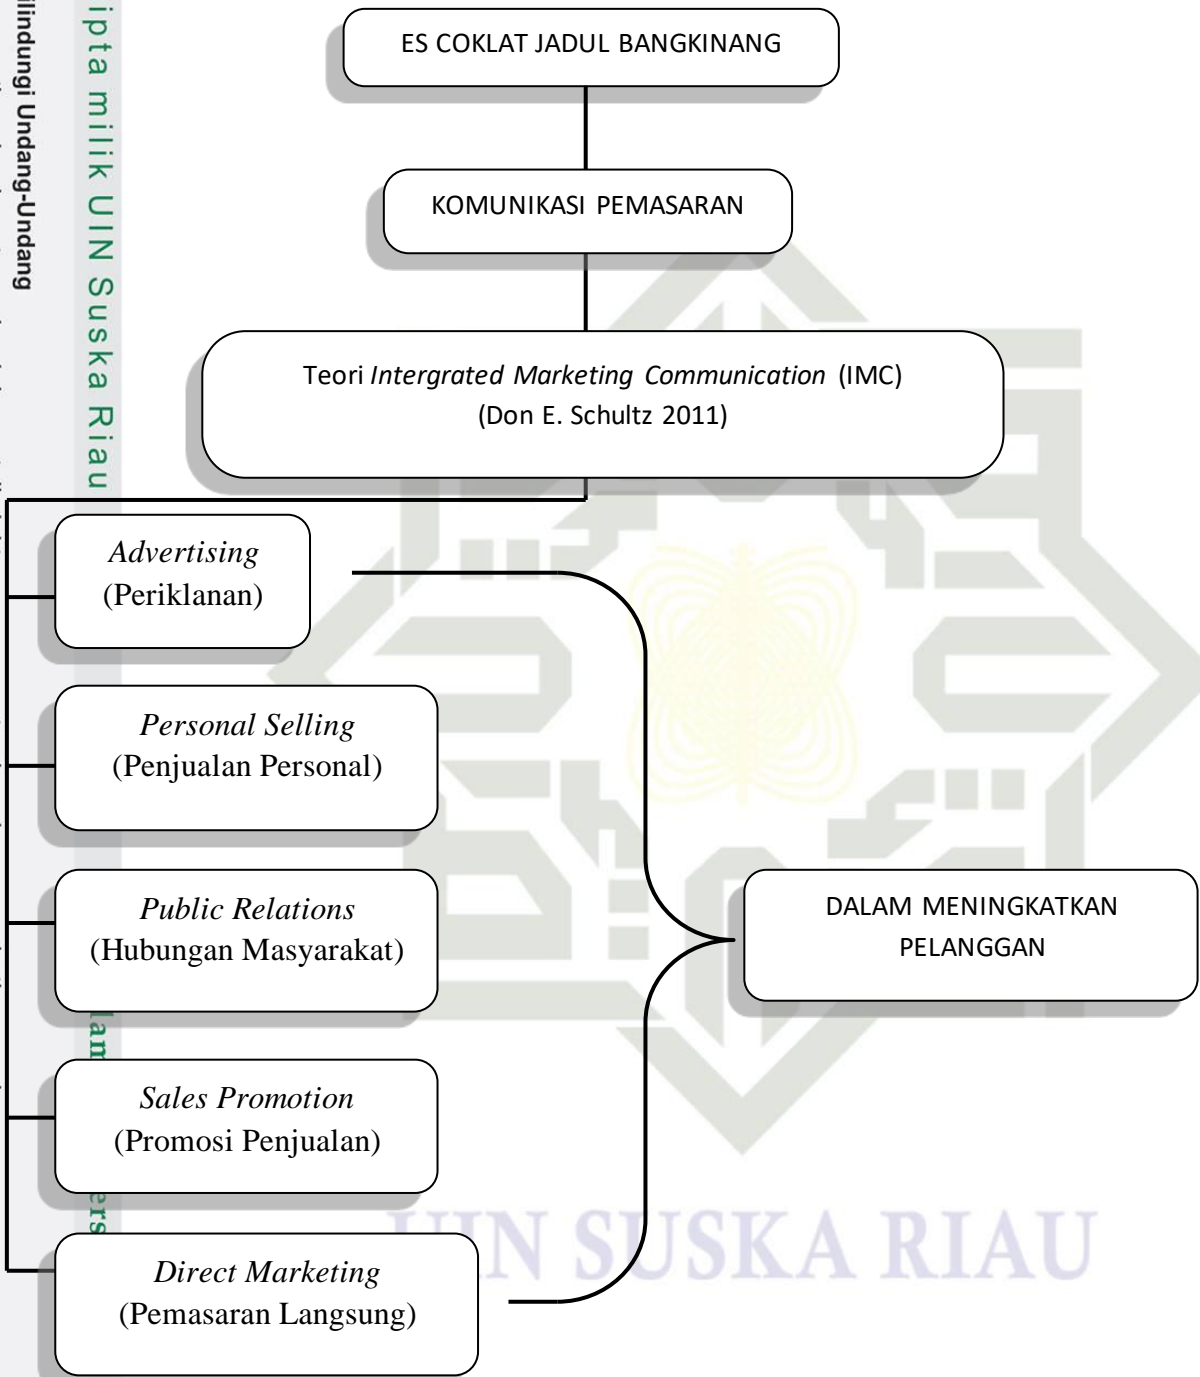 ipta milik UIN Suska Riau
ilindungi Undang-Undang
ES COKLAT JADUL BANGKINANG
KOMUNIKASI PEMASARAN
Teori Intergrated Marketing Communication (IMC)
(Don E. Schultz 2011)
Advertising
(Periklanan)
Personal Selling
(Penjualan Personal)
Public Relations
(Hubungan Masyarakat)
Sales Promotion
(Promosi Penjualan)
Direct Marketing
(Pemasaran Langsung)
DALAM MENINGKATKAN
PELANGGAN
lam
ers
UIN SUSKA RIAU